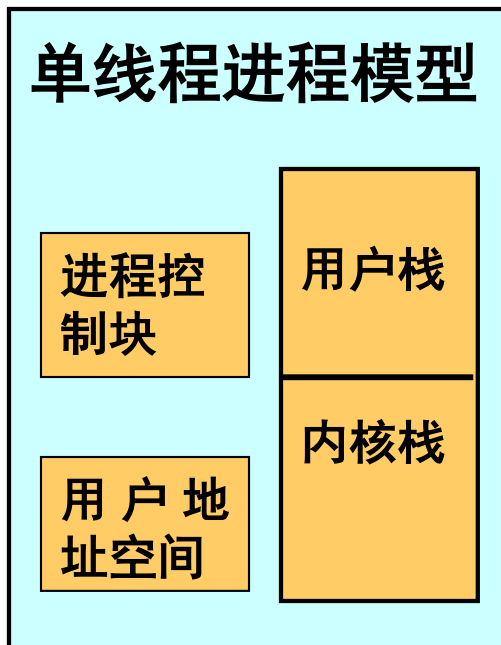 单线程进程模型
进程控
制块
用户栈
内核栈
用 户 地
址空间